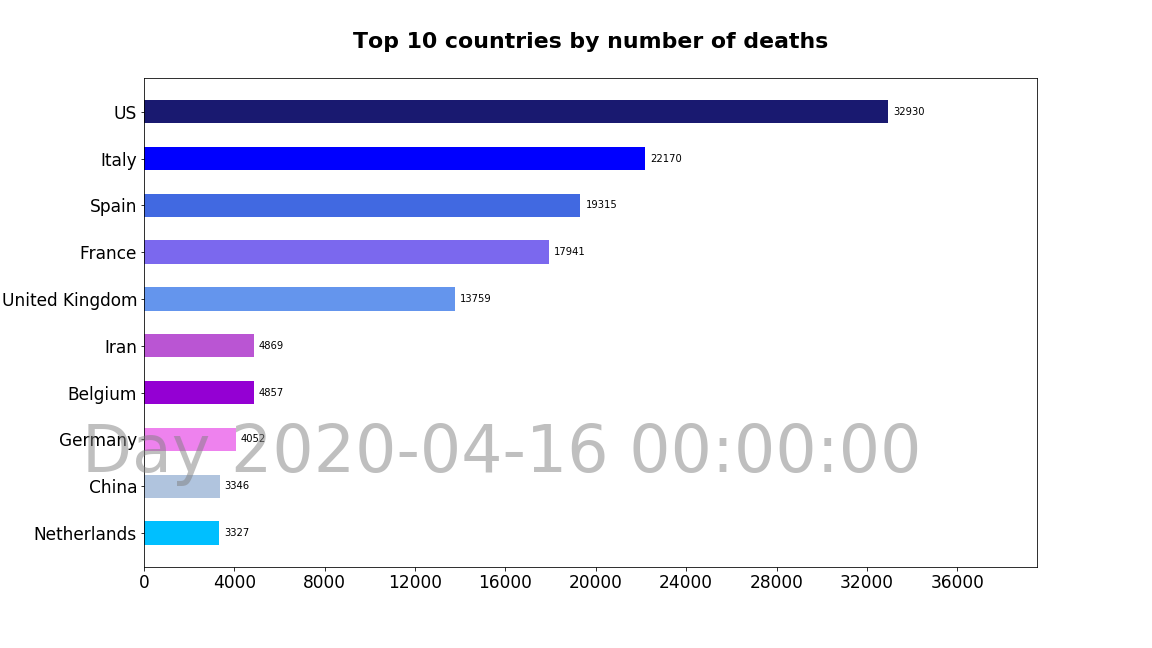 Top 10 countries by number of deaths
US 32930
Italy 22170
Spain 19315
France 17941
United Kingdom 13759
Iran 4869
Belgium 4857
Germany 4052
Day 2020-04-16 00:00:00
China 3346
Netherlands 3327
0 4000 8000 12000 16000 20000 24000 28000 32000 36000